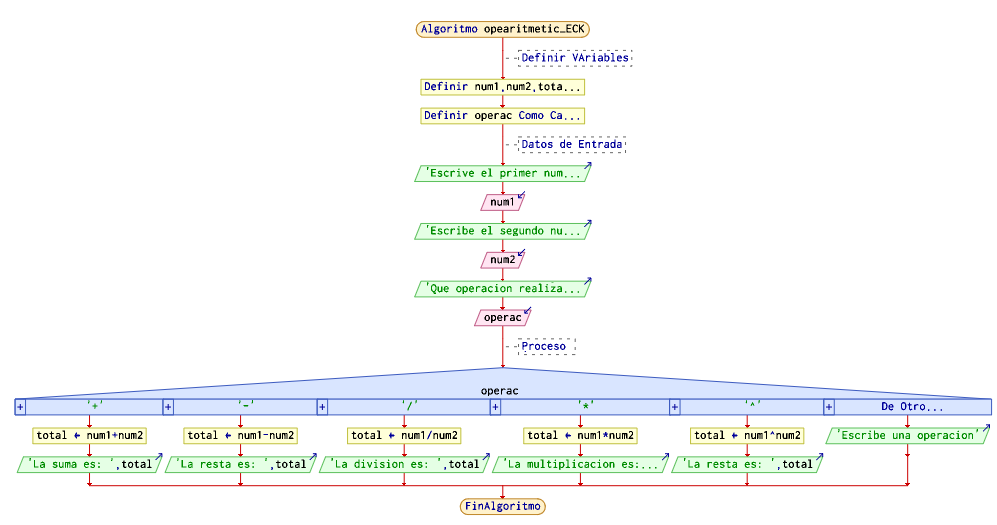 Algoritmo opearitmetic_ECK
Definir VAriables
Definir num1,num2,tota...
Definir operac Como Ca...
Datos de Entrada
'Escrive el primer num...
num1
'Escribe el segundo nu...
num2
'Que operacion realiza...
operac
Proceso
operac
+ '+' + '-' + '/' + '*' + '^' + De Otro...
total ← num1+num2 total ← num1-num2 total ← num1/num2 total ← num1*num2 total ← num1^num2 'Escribe una operacion'
'La suma es: ',total 'La resta es: ',total 'La division es: ',total 'La multiplicacion es:... 'La resta es: ',total
FinAlgoritmo